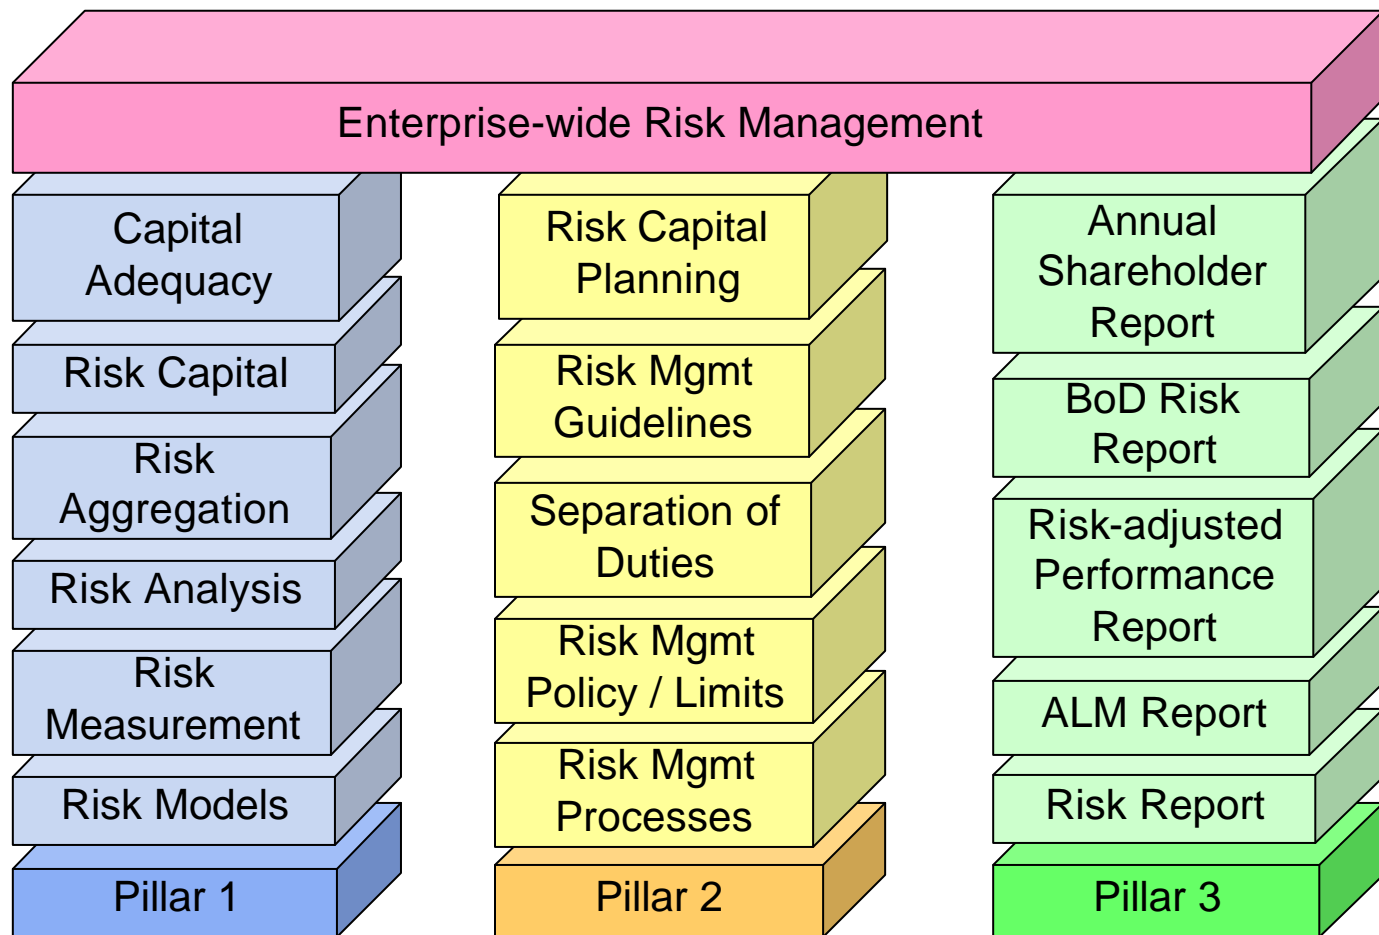 Enterprise-wide Risk Management
Capital
Adequacy
Risk Capital
Risk
Aggregation
Risk Analysis
Risk
Measurement
Risk Models
Pillar 1
Risk Capital
Planning
Risk Mgmt
Guidelines
Separation of
Duties
Risk Mgmt
Policy / Limits
Risk Mgmt
Processes
Pillar 2
Annual
Shareholder
Report
BoD Risk
Report
Risk-adjusted
Performance
Report
ALM Report
Risk Report
Pillar 3